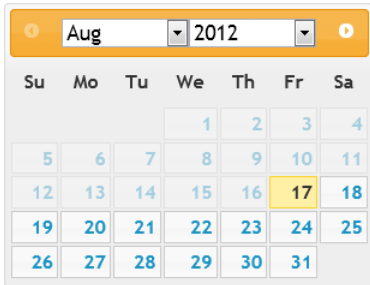 Aug 2012
Su Mo Tu We Th Fr Sa
1 2 3 4
5 6 7 8 9 10 11
12 13 14 15 16 17 18
19 20 21 22 23 24 25
26 27 28 29 30 31